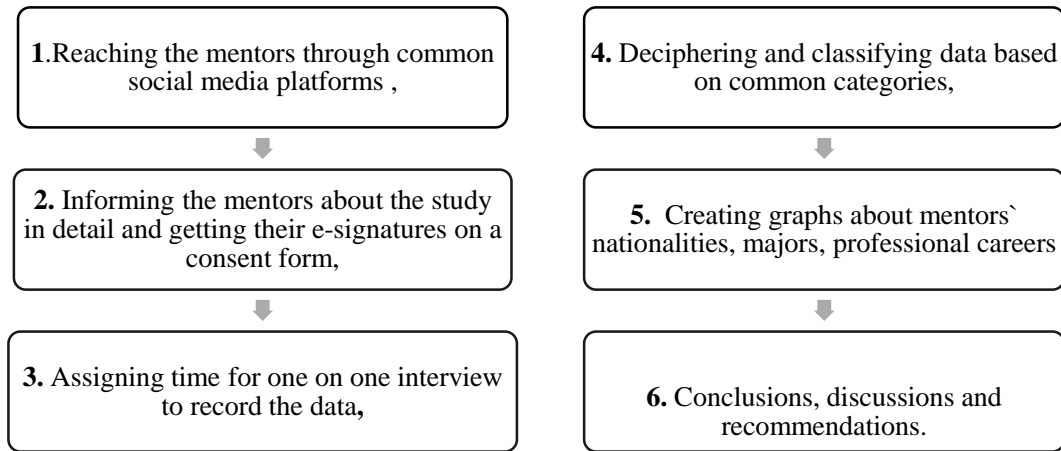 1.Reaching the mentors through common
social media platforms ,
2. Informing the mentors about the study
in detail and getting their e-signatures on a
consent form,
3. Assigning time for one on one interview
to record the data,
4. Deciphering and classifying data based
on common categories,
5. Creating graphs about mentors`
nationalities, majors, professional careers
6. Conclusions, discussions and
recommendations.